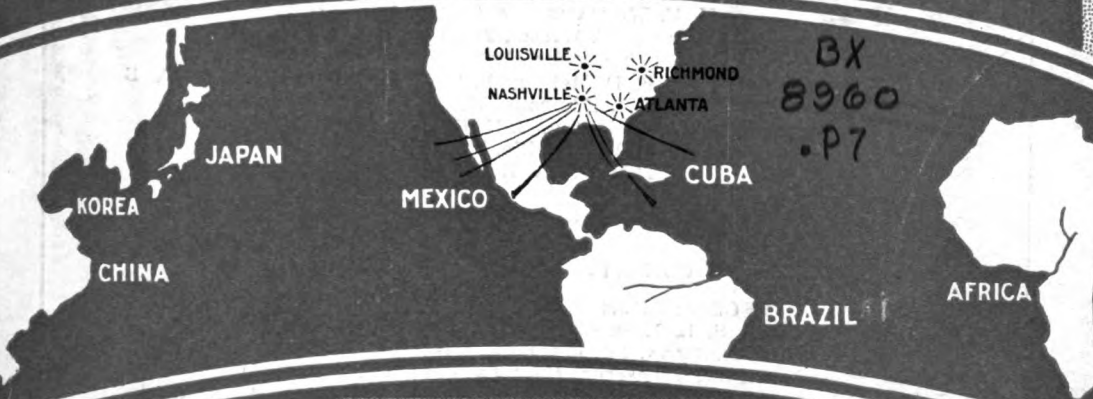 LOUISVILLE
RICHMOND
NASHVILLE
ATLANTA
BX
8960
.P7
JAPAN
CUBA
MEXICO
KOREA
CHINA
AFRICA
BRAZIL